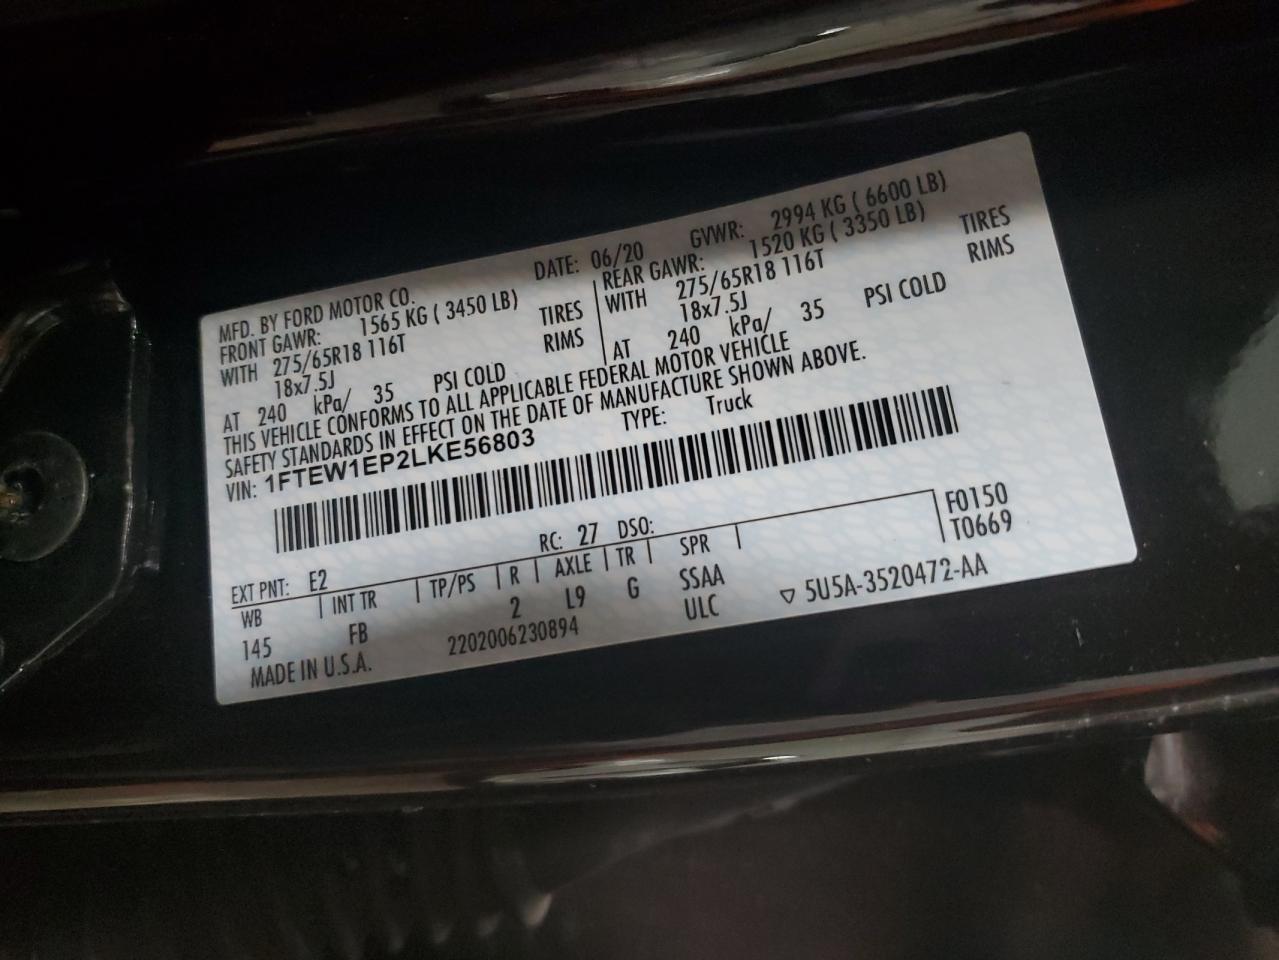 MFD. BY FORD MOTOR CO.
DATE: 06/20 GVWR: 2994 KG ( 6600 LB)
FRONT GAWR: 1565 KG ( 3450 LB) REAR GAWR: 1520 KG ( 3350 LB)
WITH 275/65R18 116T TIRES WITH 275/65R18 116T TIRES
18x7.5J RIMS 18x7.5J RIMS
AT 240 kPa/ 35 PSI COLD AT 240 kPa/ 35 PSI COLD
THIS VEHICLE CONFORMS TO ALL APPLICABLE FEDERAL MOTOR VEHICLE
SAFETY STANDARDS IN EFFECT ON THE DATE OF MANUFACTURE SHOWN ABOVE.
VIN: 1FTEW1EP2LKE56803 TYPE: Truck
EXT PNT: E2 RC: 27 DSO: F0150
WB INT TR TP/PS R AXLE TR SPR T0669
145 FB 2 L9 G SSAA
MADE IN U.S.A. 2202006230894 ULC ▽ 5U5A-3520472-AA